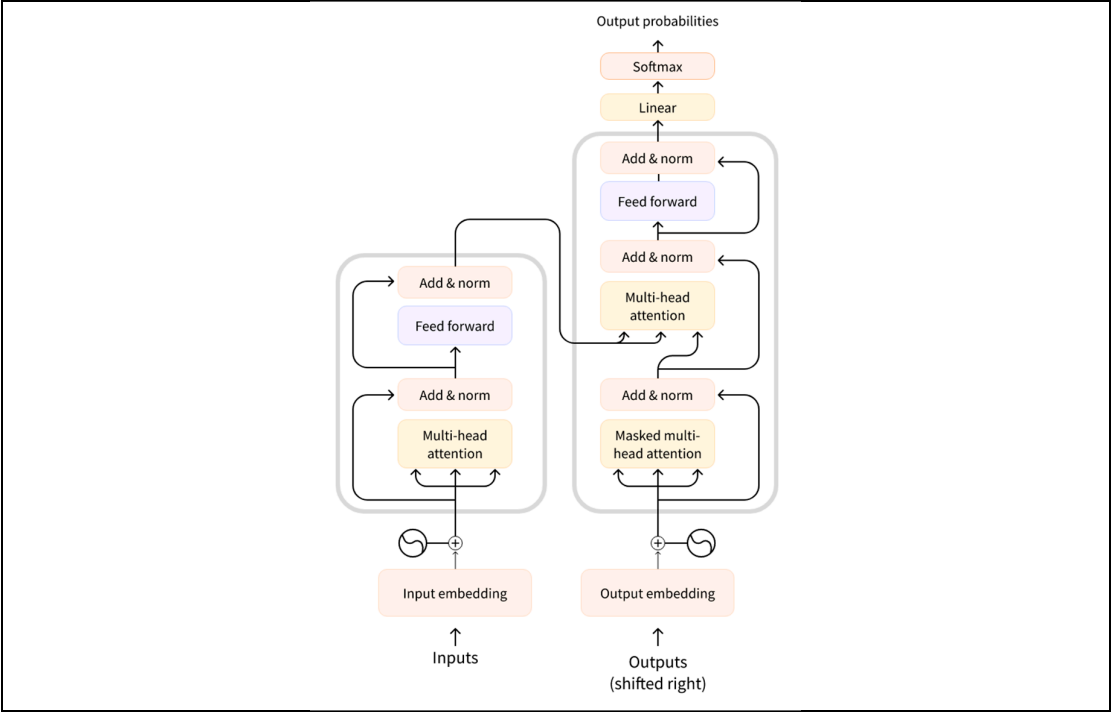 Output probabilities
Softmax
Linear
Add & norm
Feed forward
Add & norm
Multi-head
attention
Add & norm
Masked multi-
head attention
Output embedding
Outputs
(shifted right)
Add & norm
Feed forward
Add & norm
Multi-head
attention
Input embedding
Inputs